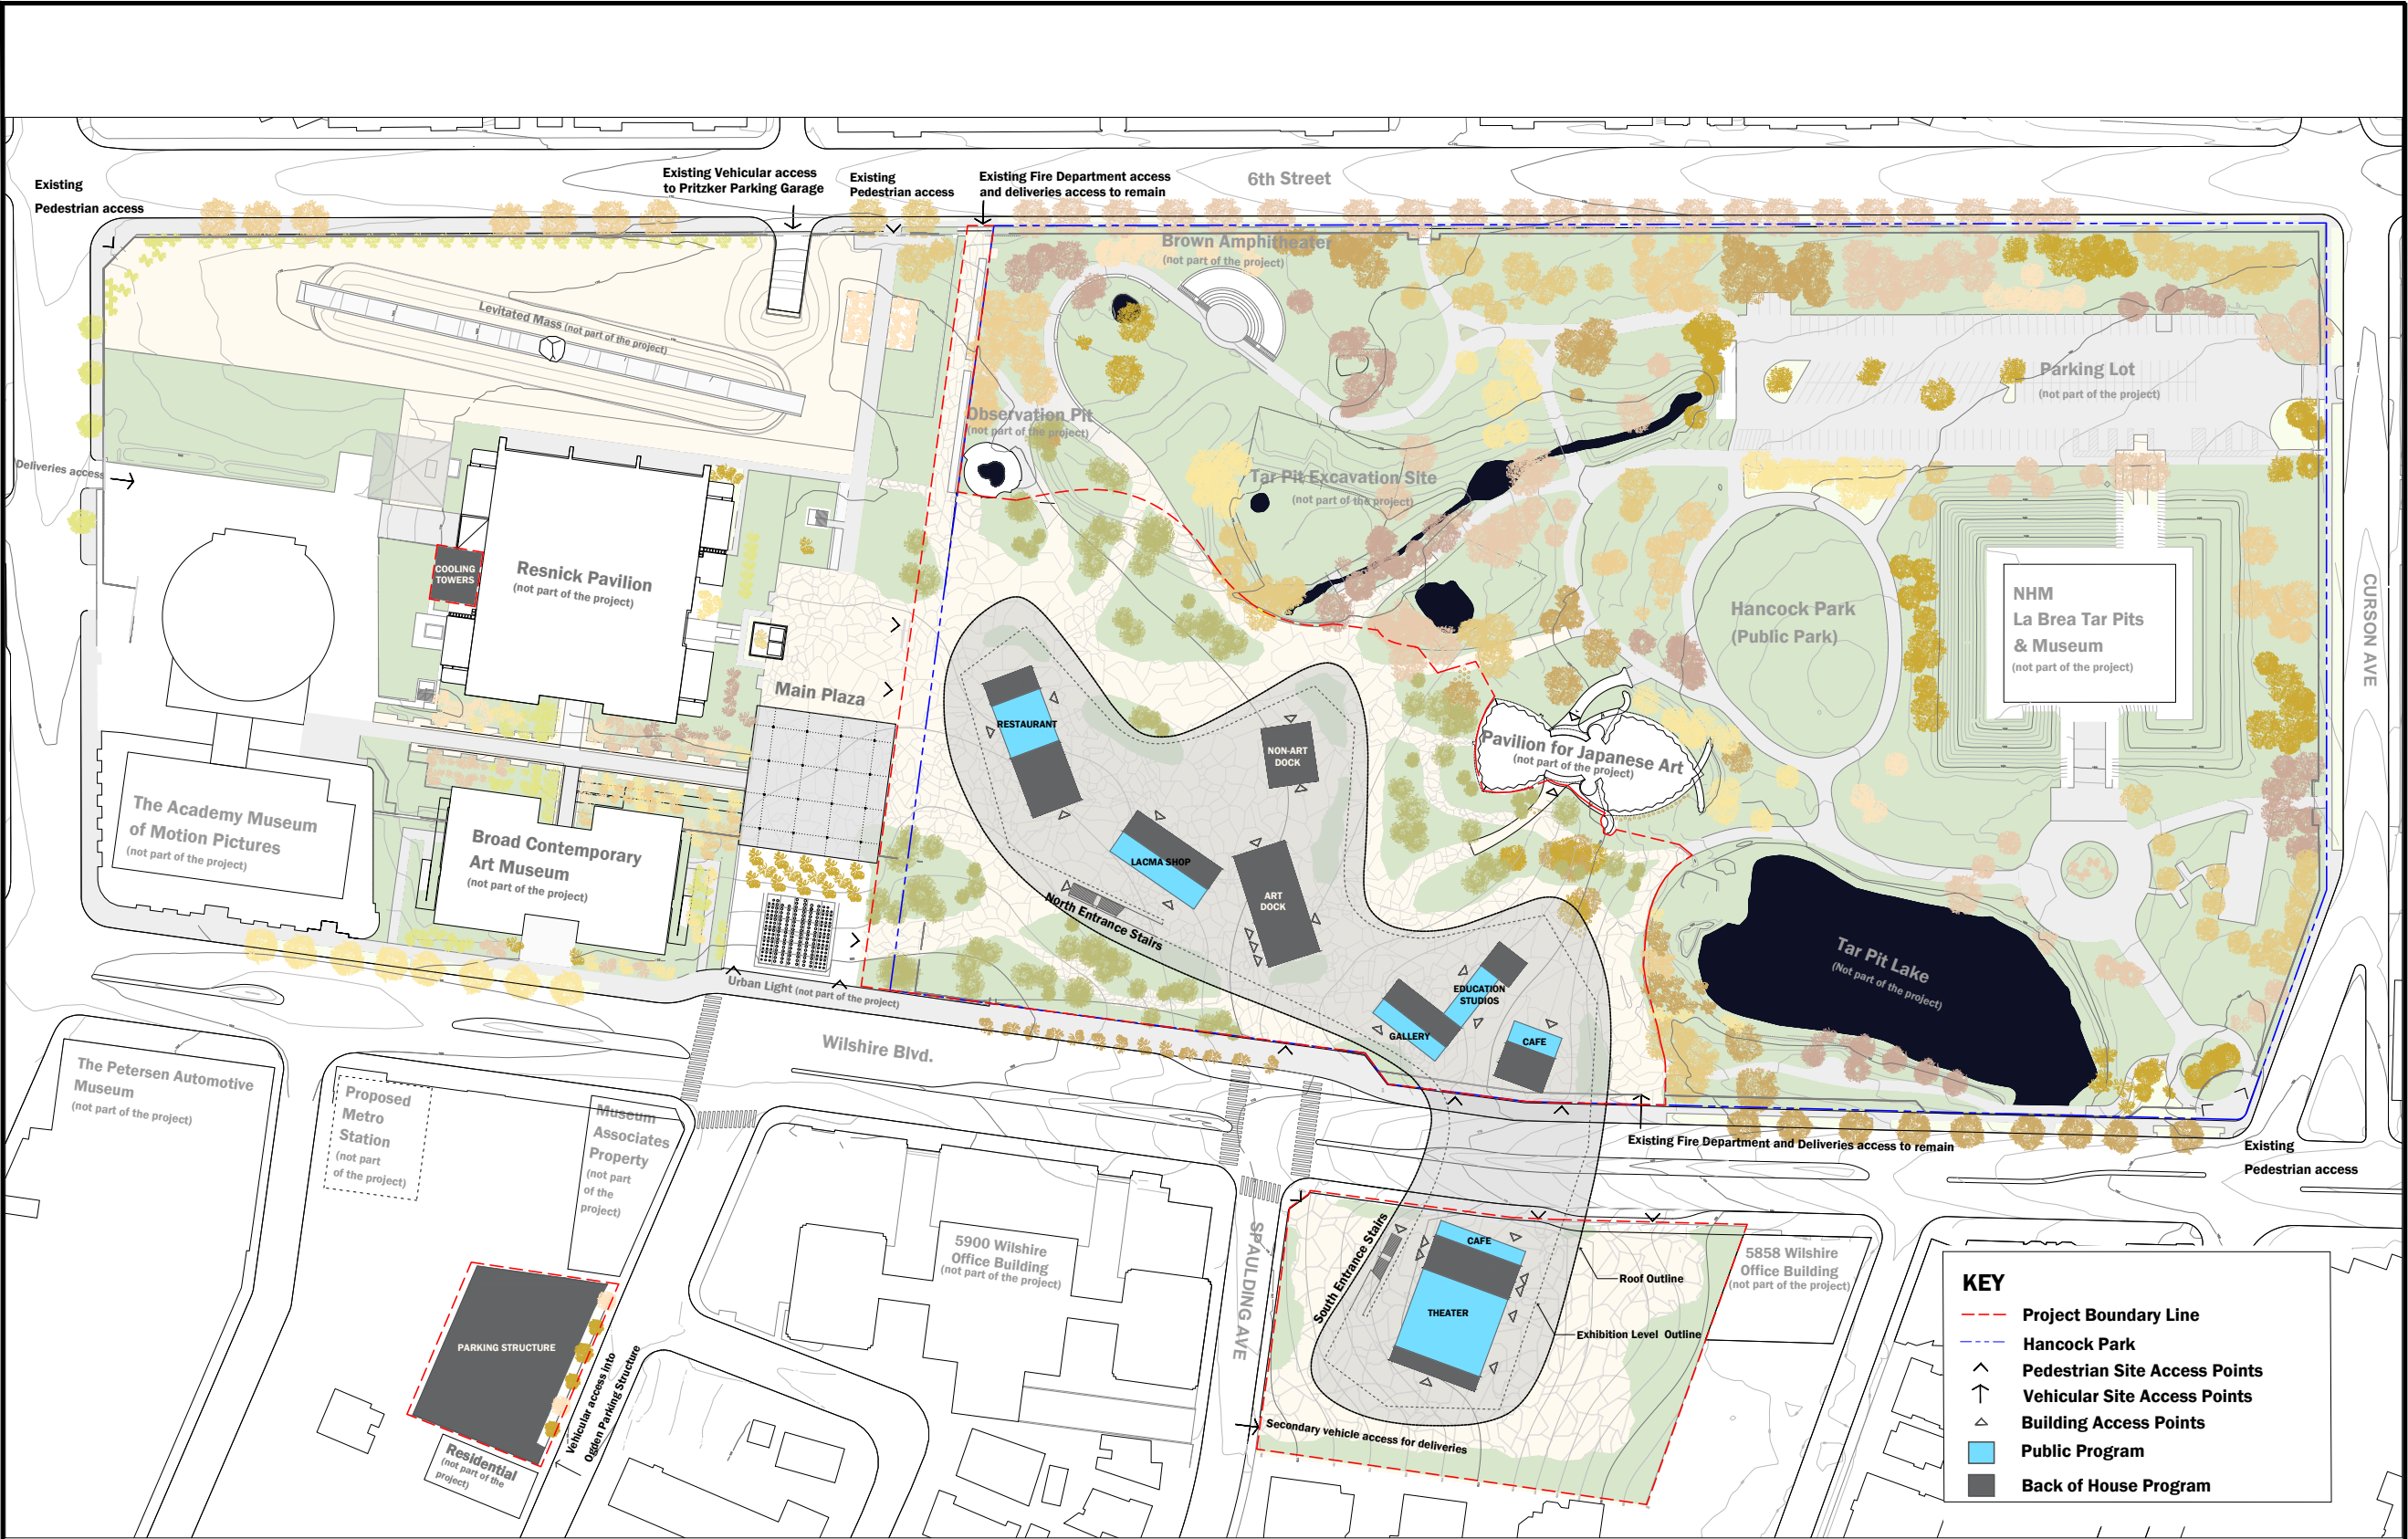 Existing
Pedestrian access
Existing Vehicular access
to Pritzker Parking Garage
Existing
Pedestrian access
Existing Fire Department access
and deliveries access to remain
6th Street
Brown Amphitheater
(not part of the project)
Levitated Mass (not part of the project)
Observation Pit
(not part of the project)
Parking Lot
(not part of the project)
Deliveries access
Tar Pit Excavation Site
(not part of the project)
COOLING
TOWERS
Resnick Pavilion
(not part of the project)
Hancock Park
(Public Park)
NHM
La Brea Tar Pits
& Museum
(not part of the project)
CURSON AVE
Main Plaza
RESTAURANT
NON-ART
DOCK
Pavilion for Japanese Art
(not part of the project)
The Academy Museum
of Motion Pictures
(not part of the project)
Broad Contemporary
Art Museum
(not part of the project)
LACMA SHOP
ART
DOCK
North Entrance Stairs
Tar Pit Lake
(Not part of the project)
Urban Light (not part of the project)
EDUCATION
STUDIOS
GALLERY
CAFE
Wilshire Blvd.
The Petersen Automotive
Museum
(not part of the project)
Proposed
Metro
Station
(not part
of the project)
Museum
Associates
Property
(not part
of the
project)
Existing Fire Department and Deliveries access to remain
Existing
Pedestrian access
5900 Wilshire
Office Building
(not part of the project)
SPAULDING AVE
South Entrance Stairs
CAFE
THEATER
Roof Outline
Exhibition Level Outline
5858 Wilshire
Office Building
(not part of the project)
PARKING STRUCTURE
Vehicular access into
Ogden Parking Structure
Residential
(not part of the
project)
Secondary vehicle access for deliveries
KEY
Project Boundary Line
Hancock Park
Pedestrian Site Access Points
Vehicular Site Access Points
Building Access Points
Public Program
Back of House Program